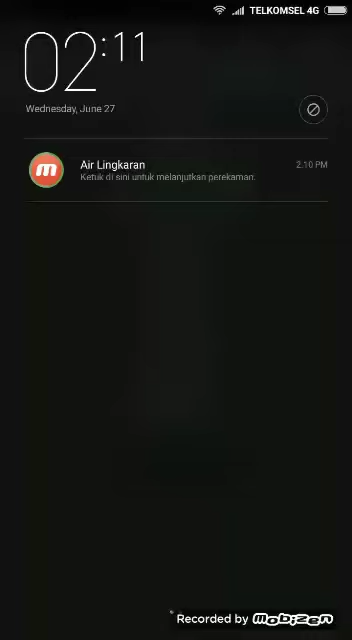 TELKOMSEL 4G
02:11
Wednesday, June 27
Air Lingkaran
2.10 PM
Ketuk di sini untuk melanjutkan perekaman.
Recorded by Mobizen